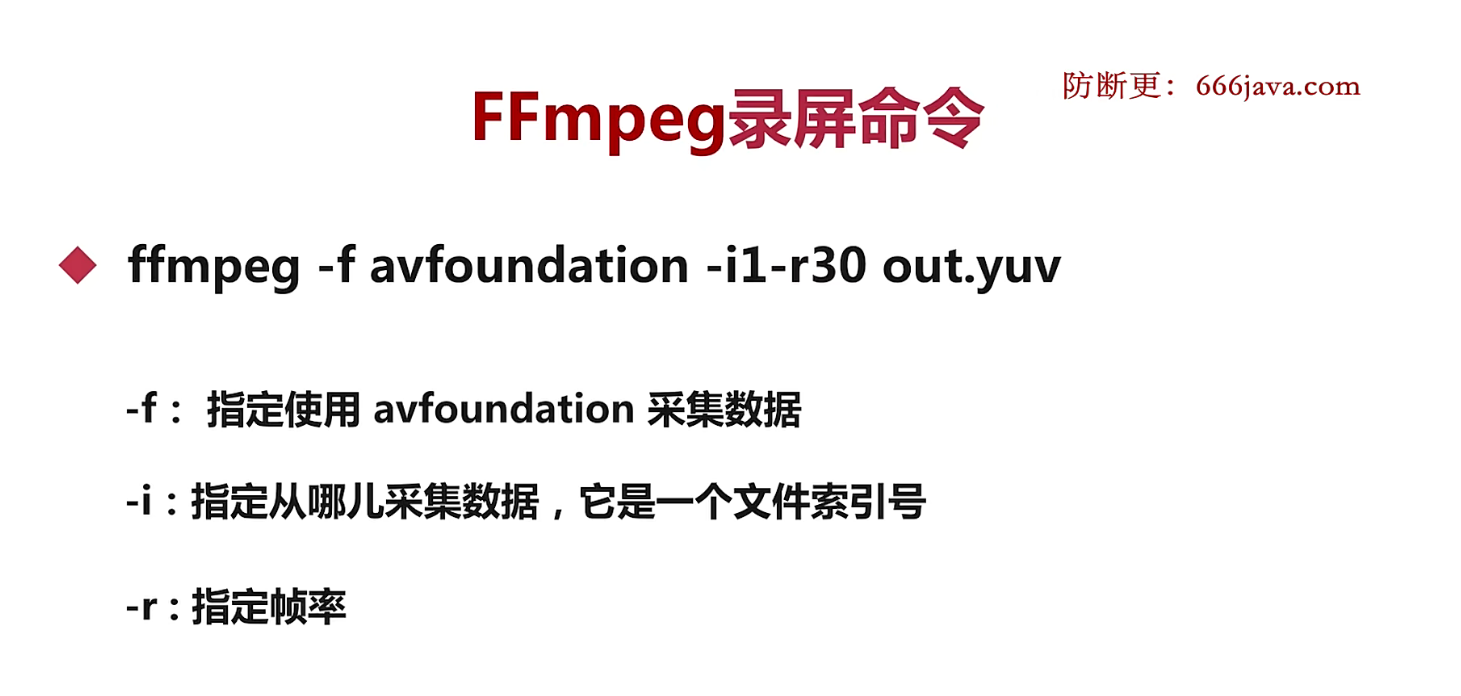 防断更：666java.com
FFmpeg录屏命令
ffmpeg -f avfoundation -i1-r30 out.yuv
-f： 指定使用 avfoundation 采集数据
-i：指定从哪儿采集数据，它是一个文件索引号
-r：指定帧率